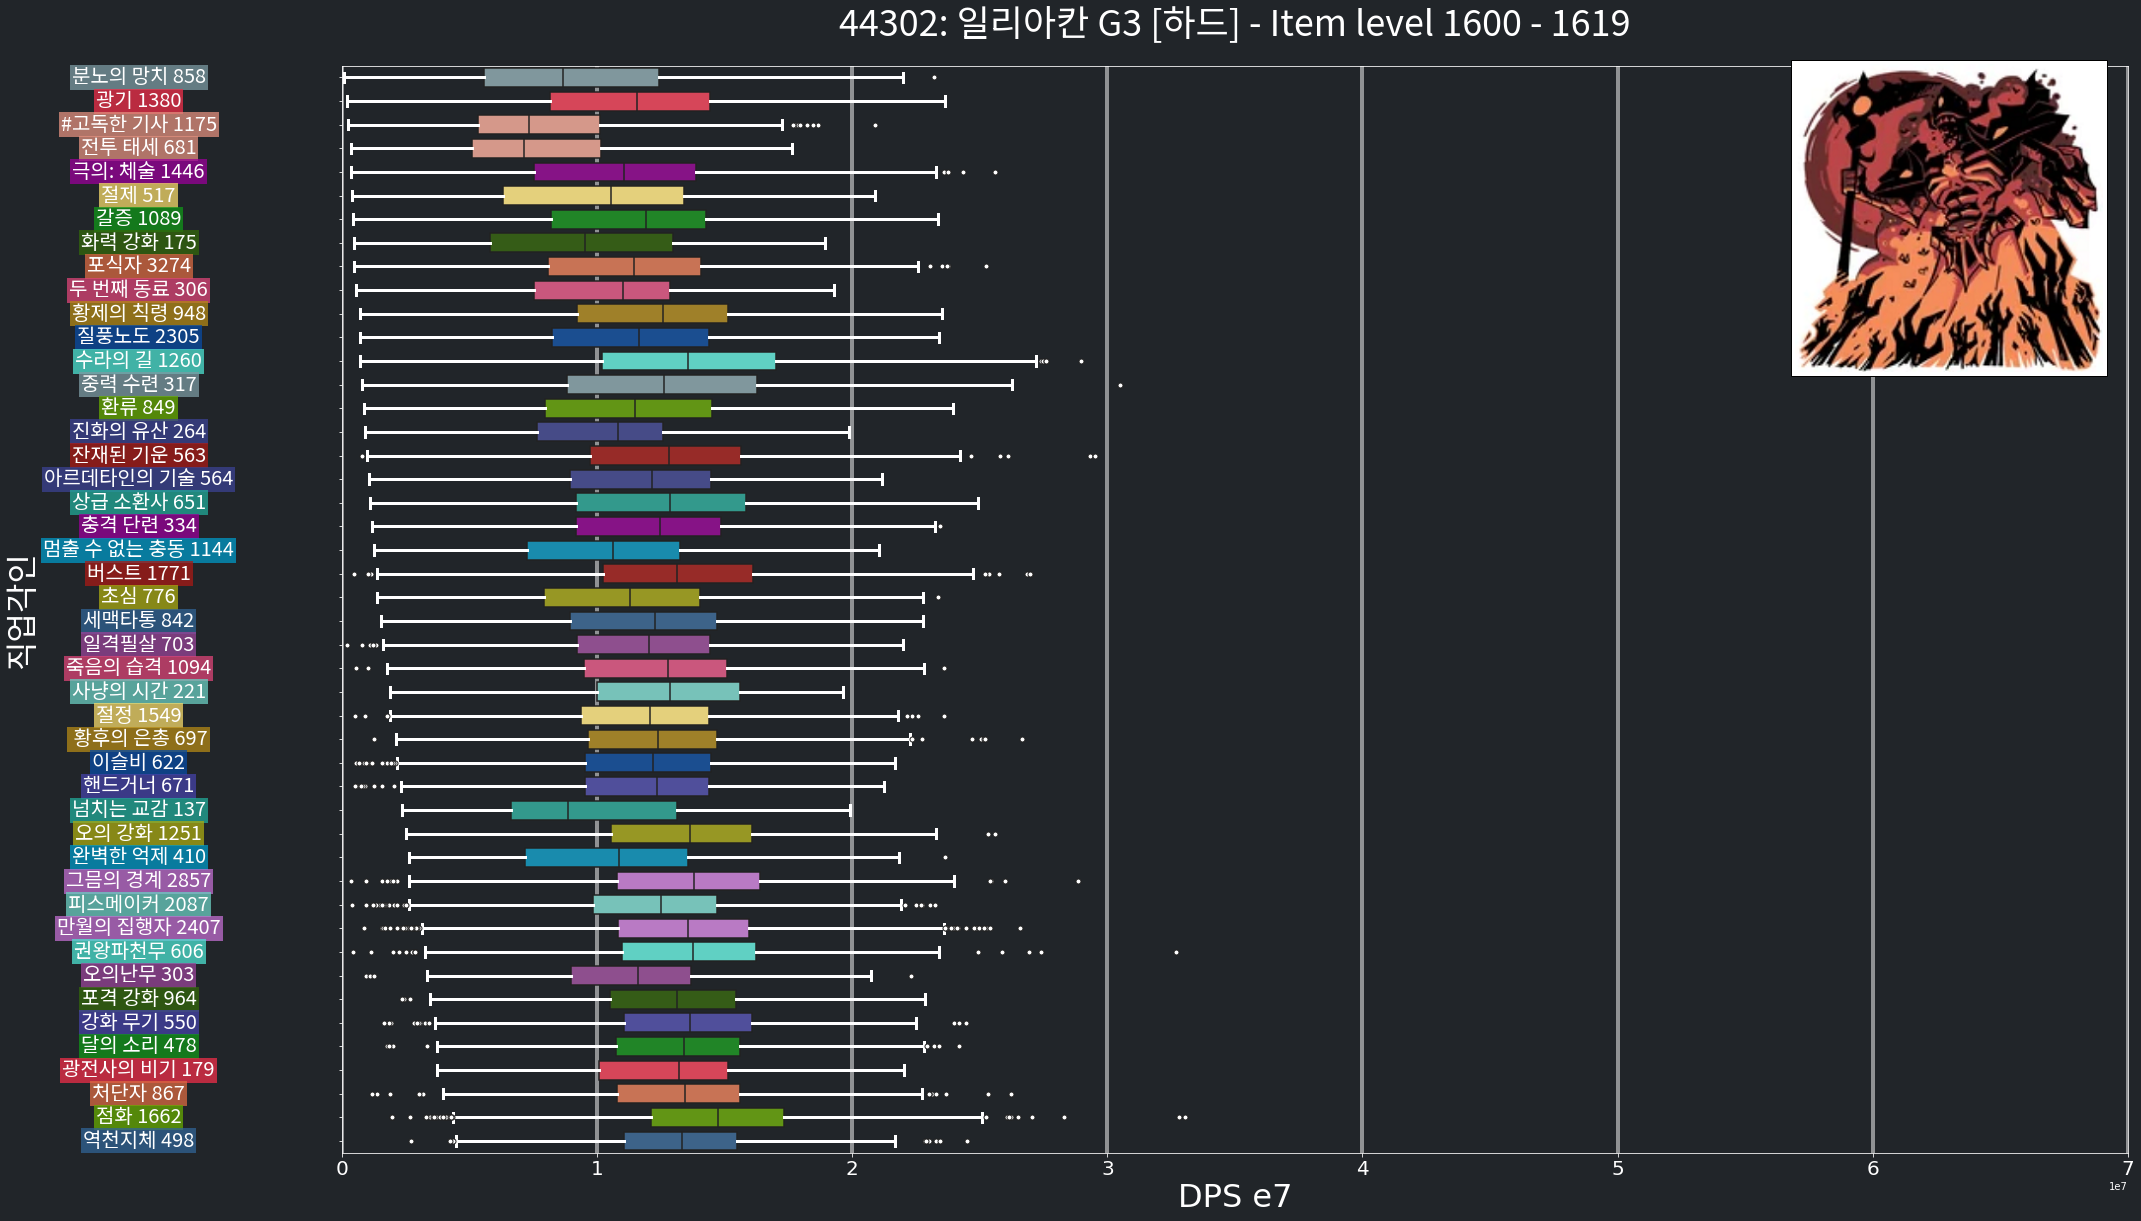 44302: 일리아칸 G3 [하드] - Item level 1600 - 1619
직업각인
분노의 망치 858
광기 1380
#고독한 기사 1175
전투 태세 681
극의: 체술 1446
절제 517
갈증 1089
화력 강화 175
포식자 3274
두 번째 동료 306
황제의 칙령 948
질풍노도 2305
수라의 길 1260
중력 수련 317
환류 849
진화의 유산 264
잔재된 기운 563
아르데타인의 기술 564
상급 소환사 651
충격 단련 334
멈출 수 없는 충동 1144
버스트 1771
초심 776
세맥타통 842
일격필살 703
죽음의 습격 1094
사냥의 시간 221
절정 1549
황후의 은총 697
이슬비 622
핸드거너 671
넘치는 교감 137
오의 강화 1251
완벽한 억제 410
그믐의 경계 2857
피스메이커 2087
만월의 집행자 2407
권왕파천무 606
오의난무 303
포격 강화 964
강화 무기 550
달의 소리 478
광전사의 비기 179
처단자 867
점화 1662
역천지체 498
0 1 2 3 4 5 6 7
DPS e7
1e7